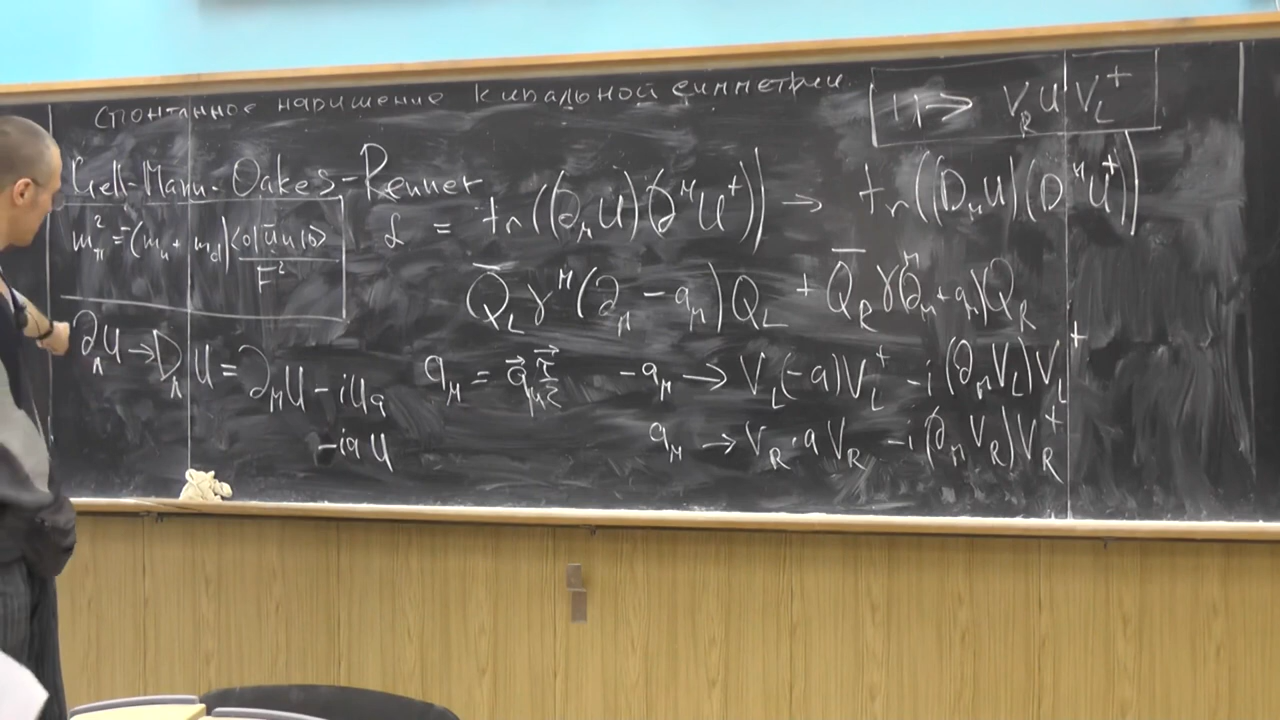 спонтанное нарушение киральной симметрии.
U → V_R U V_L^+
Gell-Mann-Oakes-Renner
m_π^2 = -(m_u + m_d) <0|ūu|0> / F^2
ℒ = tr((∂_μ U)(∂^μ U^+)) → tr((D_μ U)(D^μ U^+))
Q̄_L γ^μ (∂_μ - a_μ) Q_L + Q̄_R γ^μ (∂_μ + a_μ) Q_R
∂_μ U → D_μ U = ∂_μ U - iUa
- iaU
a_μ = a⃗_μ τ⃗/2
-a_μ → V_L (-a) V_L^+ - i (∂_μ V_L) V_L^+
a_μ → V_R · a V_R - i (∂_μ V_R) V_R^+